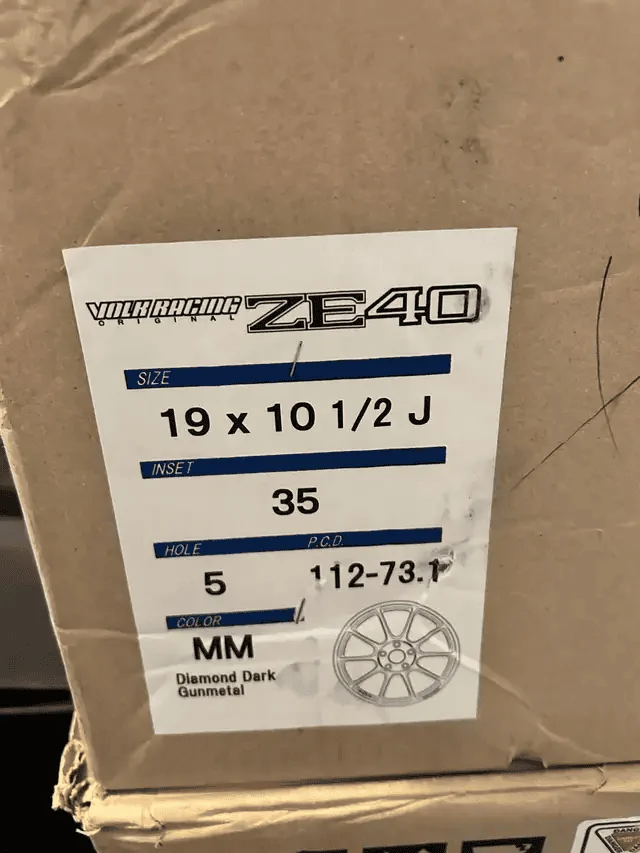 VOLK RACING ZE40
ORIGINAL
SIZE
19 x 10 1/2 J
INSET
35
HOLE P.C.D.
5 112-73.1
COLOR
MM
Diamond Dark
Gunmetal